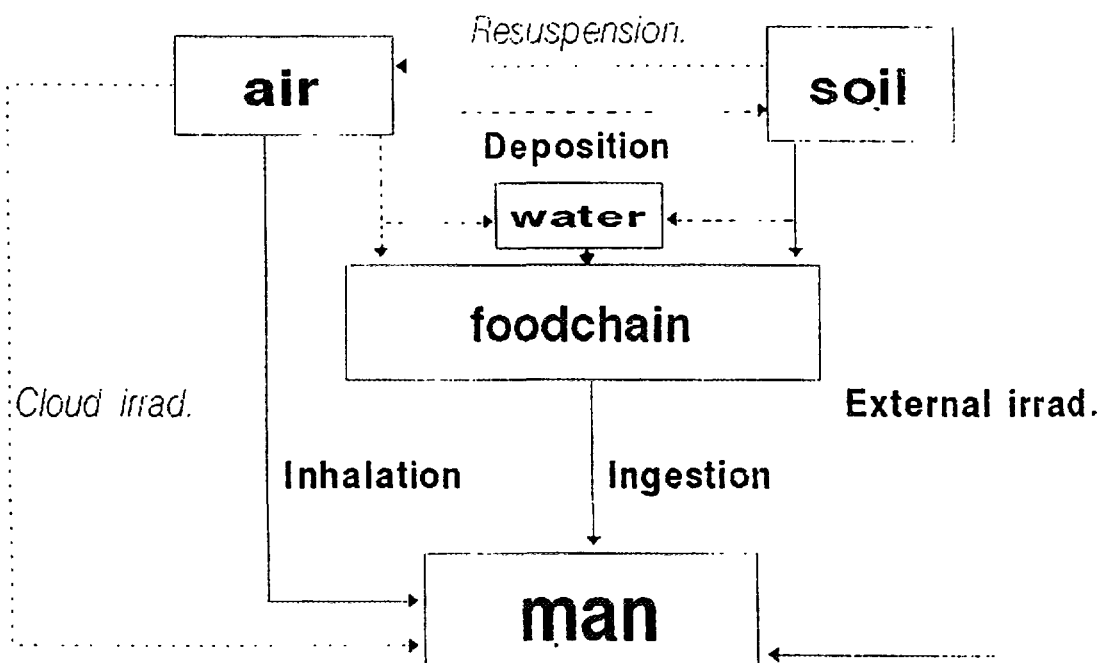 Resuspension.
air
soil
Deposition
water
foodchain
Cloud irrad.
External irrad.
Inhalation
Ingestion
man